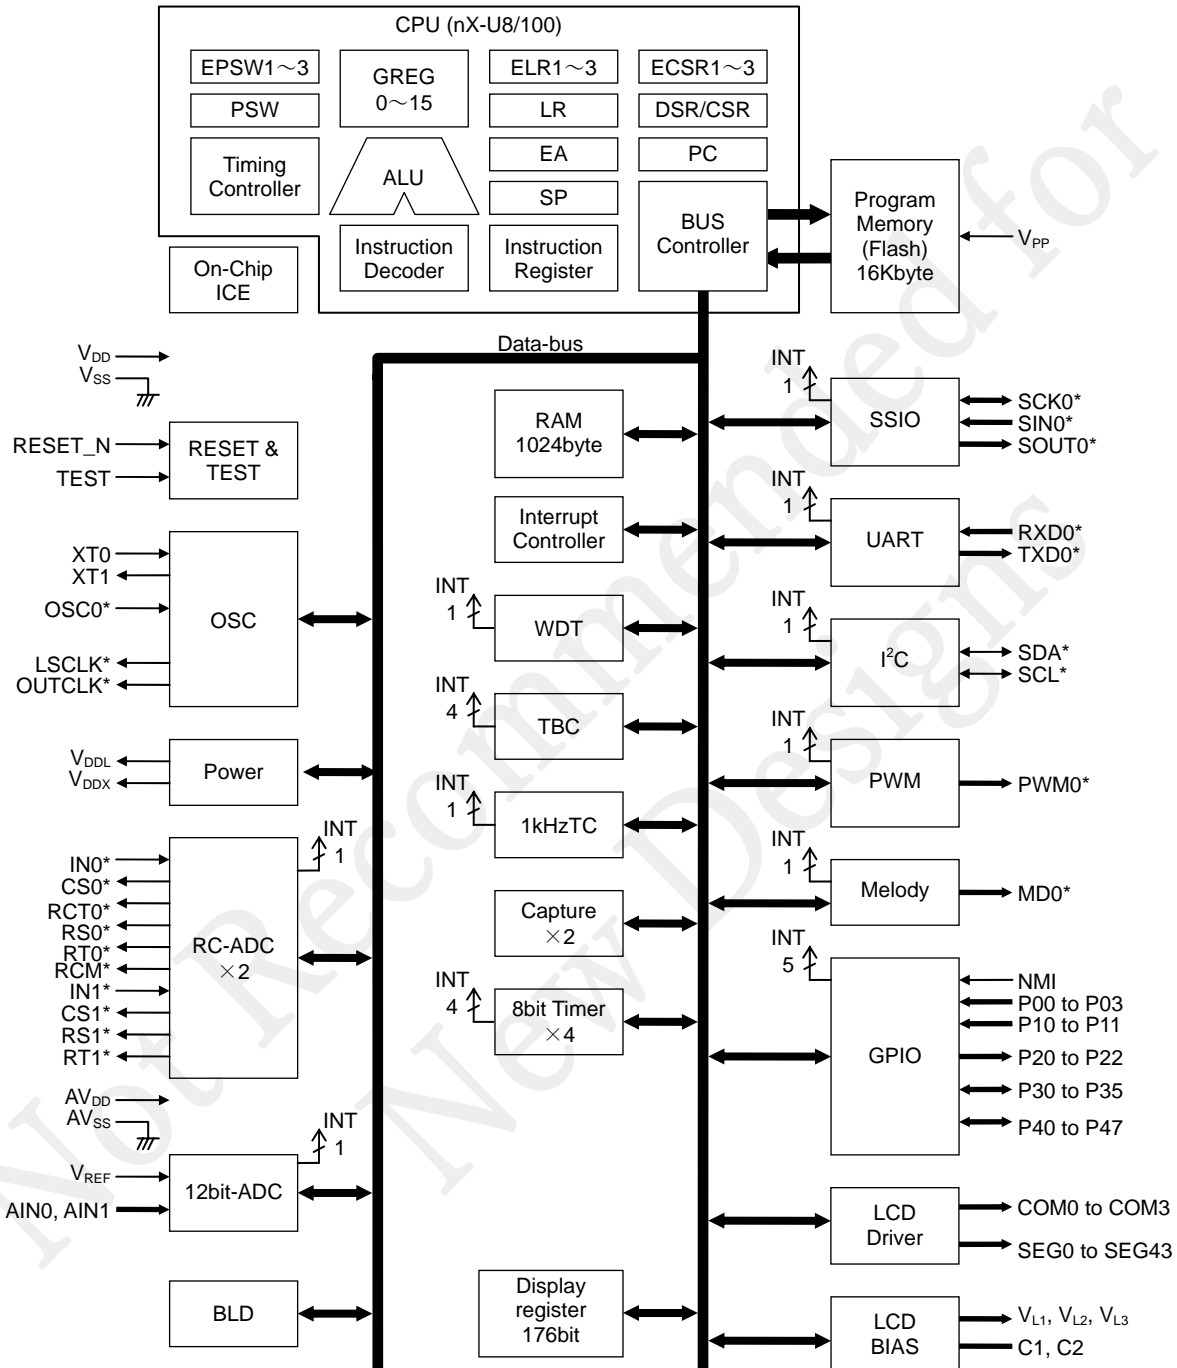 CPU (nX-U8/100)
EPSW1~3
GREG
0~15
ELR1~3
ECSR1~3
PSW
LR
DSR/CSR
Timing
Controller
ALU
EA
PC
SP
BUS
Controller
Program
Memory
(Flash)
16Kbyte
VPP
On-Chip
ICE
Instruction
Decoder
Instruction
Register
Data-bus
VDD
VSS
RESET_N
TEST
RESET &
TEST
XT0
XT1
OSC0*
LSCLK*
OUTCLK*
OSC
VDDL
VDDX
Power
IN0*
CS0*
RCT0*
RS0*
RT0*
RCM*
IN1*
CS1*
RS1*
RT1*
RC-ADC
×2
INT
1
AVDD
AVSS
VREF
AIN0, AIN1
12bit-ADC
INT
1
BLD
RAM
1024byte
Interrupt
Controller
INT
1
WDT
INT
4
TBC
INT
1
1kHzTC
Capture
×2
INT
4
8bit Timer
×4
Display
register
176bit
INT
1
SSIO
SCK0*
SIN0*
SOUT0*
INT
1
UART
RXD0*
TXD0*
INT
1
I²C
SDA*
SCL*
INT
1
PWM
PWM0*
INT
1
Melody
MD0*
INT
5
GPIO
NMI
P00 to P03
P10 to P11
P20 to P22
P30 to P35
P40 to P47
LCD
Driver
COM0 to COM3
SEG0 to SEG43
LCD
BIAS
VL1, VL2, VL3
C1, C2
Not Recommended for
New Designs